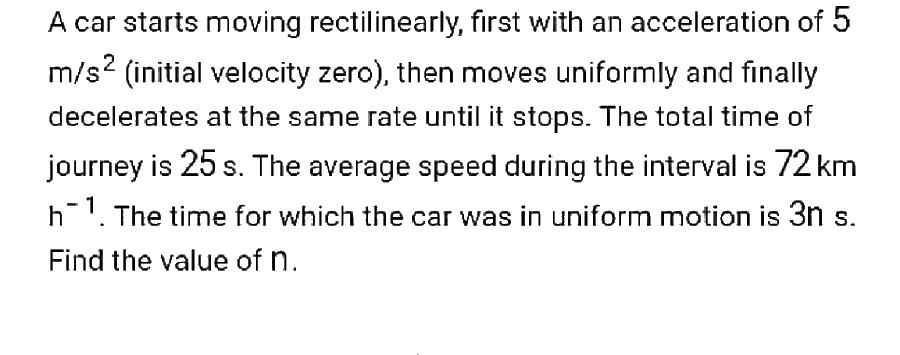 A car starts moving rectilinearly, first with an acceleration of 5
m/s² (initial velocity zero), then moves uniformly and finally
decelerates at the same rate until it stops. The total time of
journey is 25 s. The average speed during the interval is 72 km
h⁻¹. The time for which the car was in uniform motion is 3n s.
Find the value of n.